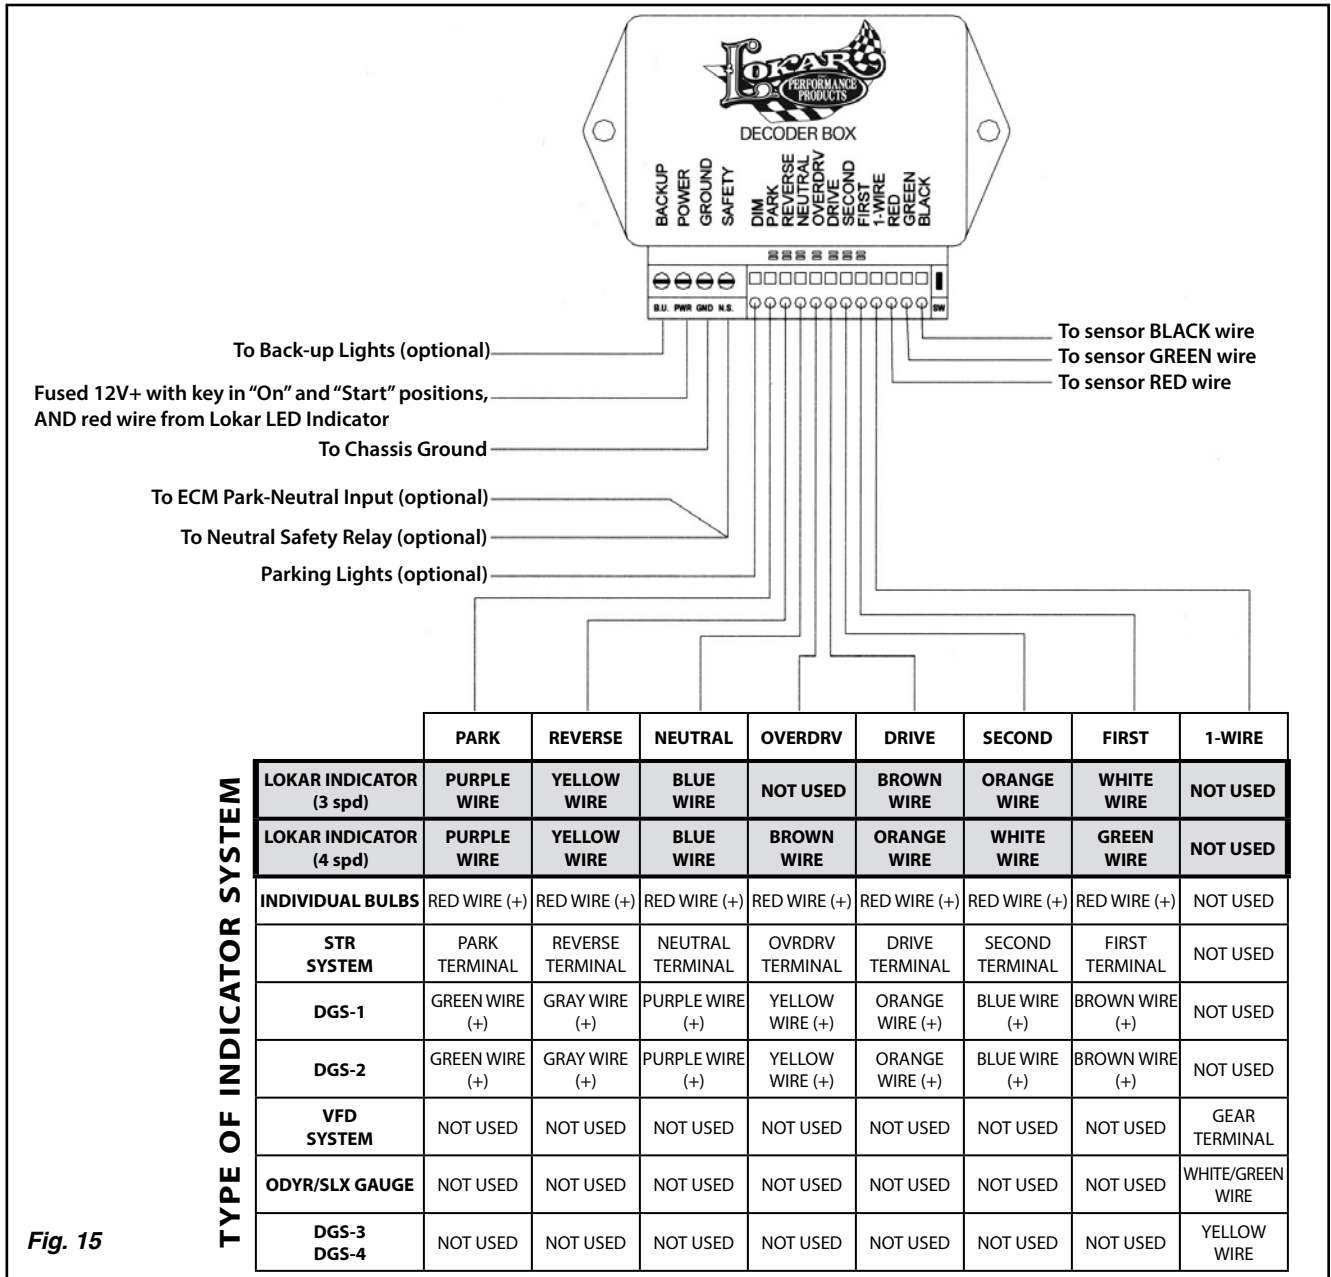 LOKAR
INC
PERFORMANCE
PRODUCTS
DECODER BOX
BACKUP
POWER
GROUND
SAFETY
DIM
PARK
REVERSE
NEUTRAL
OVERDRV
DRIVE
SECOND
FIRST
1-WIRE
RED
GREEN
BLACK
B.U. PWR GND N.S.
SW
To Back-up Lights (optional)
Fused 12V+ with key in “On” and “Start” positions,
AND red wire from Lokar LED Indicator
To Chassis Ground
To ECM Park-Neutral Input (optional)
To Neutral Safety Relay (optional)
Parking Lights (optional)
To sensor BLACK wire
To sensor GREEN wire
To sensor RED wire
TYPE OF INDICATOR SYSTEM
PARK REVERSE NEUTRAL OVERDRV DRIVE SECOND FIRST 1-WIRE
LOKAR INDICATOR PURPLE YELLOW BLUE NOT USED BROWN ORANGE WHITE NOT USED
(3 spd) WIRE WIRE WIRE WIRE WIRE WIRE
LOKAR INDICATOR PURPLE YELLOW BLUE BROWN ORANGE WHITE GREEN NOT USED
(4 spd) WIRE WIRE WIRE WIRE WIRE WIRE WIRE
INDIVIDUAL BULBS RED WIRE (+) RED WIRE (+) RED WIRE (+) RED WIRE (+) RED WIRE (+) RED WIRE (+) RED WIRE (+) NOT USED
STR PARK REVERSE NEUTRAL OVRDRV DRIVE SECOND FIRST NOT USED
SYSTEM TERMINAL TERMINAL TERMINAL TERMINAL TERMINAL TERMINAL TERMINAL
DGS-1 GREEN WIRE GRAY WIRE PURPLE WIRE YELLOW ORANGE BLUE WIRE BROWN WIRE NOT USED
(+) (+) (+) WIRE (+) WIRE (+) (+) (+)
DGS-2 GREEN WIRE GRAY WIRE PURPLE WIRE YELLOW ORANGE BLUE WIRE BROWN WIRE NOT USED
(+) (+) (+) WIRE (+) WIRE (+) (+) (+)
VFD NOT USED NOT USED NOT USED NOT USED NOT USED NOT USED NOT USED GEAR
SYSTEM TERMINAL
ODYR/SLX GAUGE NOT USED NOT USED NOT USED NOT USED NOT USED NOT USED NOT USED WHITE/GREEN
WIRE
DGS-3 NOT USED NOT USED NOT USED NOT USED NOT USED NOT USED NOT USED YELLOW
DGS-4 WIRE
Fig. 15